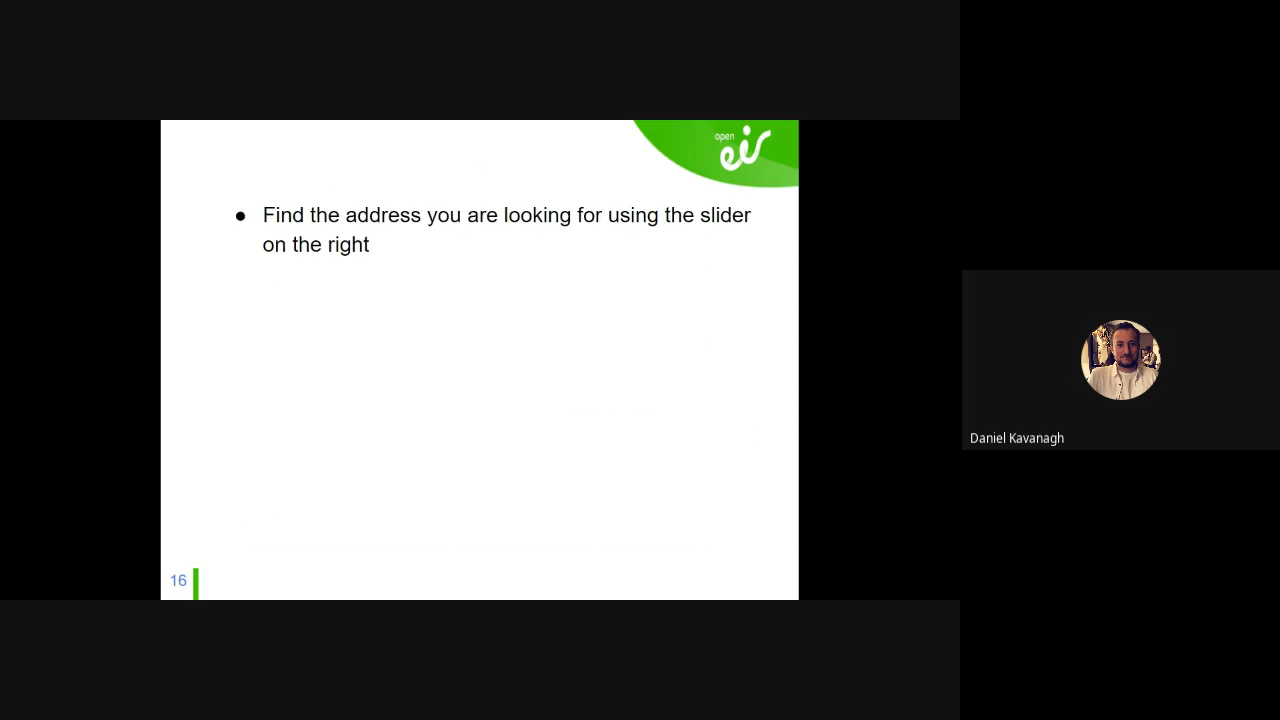 open
eir
● Find the address you are looking for using the slider
on the right
16
Daniel Kavanagh